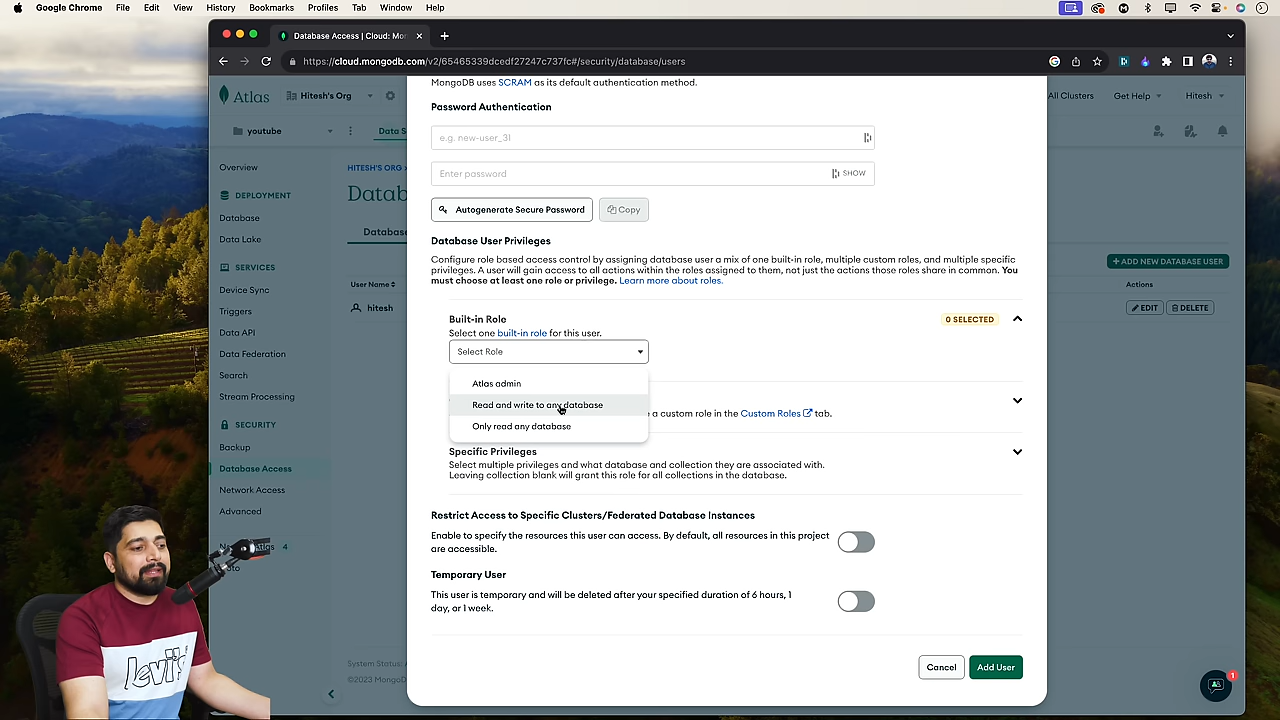 Google Chrome File Edit View History Bookmarks Profiles Tab Window Help
Database Access | Cloud: Mon
https://cloud.mongodb.com/v2/65465339dcedf27247c737fc#/security/database/users
Atlas
Hitesh's Org
All Clusters
Get Help
Hitesh
youtube
Data S
Overview
DEPLOYMENT
Database
Data Lake
SERVICES
Device Sync
Triggers
Data API
Data Federation
Search
Stream Processing
SECURITY
Backup
Database Access
Network Access
Advanced
4
HITESH'S ORG
Datab
Databas
User Name
hitesh
ADD NEW DATABASE USER
Actions
EDIT
DELETE
System Status:
©2023 MongoD
MongoDB uses SCRAM as its default authentication method.
Password Authentication
e.g. new-user_31
Enter password
SHOW
Autogenerate Secure Password
Copy
Database User Privileges
Configure role based access control by assigning database user a mix of one built-in role, multiple custom roles, and multiple specific
privileges. A user will gain access to all actions within the roles assigned to them, not just the actions those roles share in common. You
must choose at least one role or privilege. Learn more about roles.
Built-in Role
0 SELECTED
Select one built-in role for this user.
Select Role
Atlas admin
Read and write to any database
Only read any database
a custom role in the Custom Roles tab.
Specific Privileges
Select multiple privileges and what database and collection they are associated with.
Leaving collection blank will grant this role for all collections in the database.
Restrict Access to Specific Clusters/Federated Database Instances
Enable to specify the resources this user can access. By default, all resources in this project
are accessible.
Temporary User
This user is temporary and will be deleted after your specified duration of 6 hours, 1
day, or 1 week.
Cancel
Add User
1
Levi's